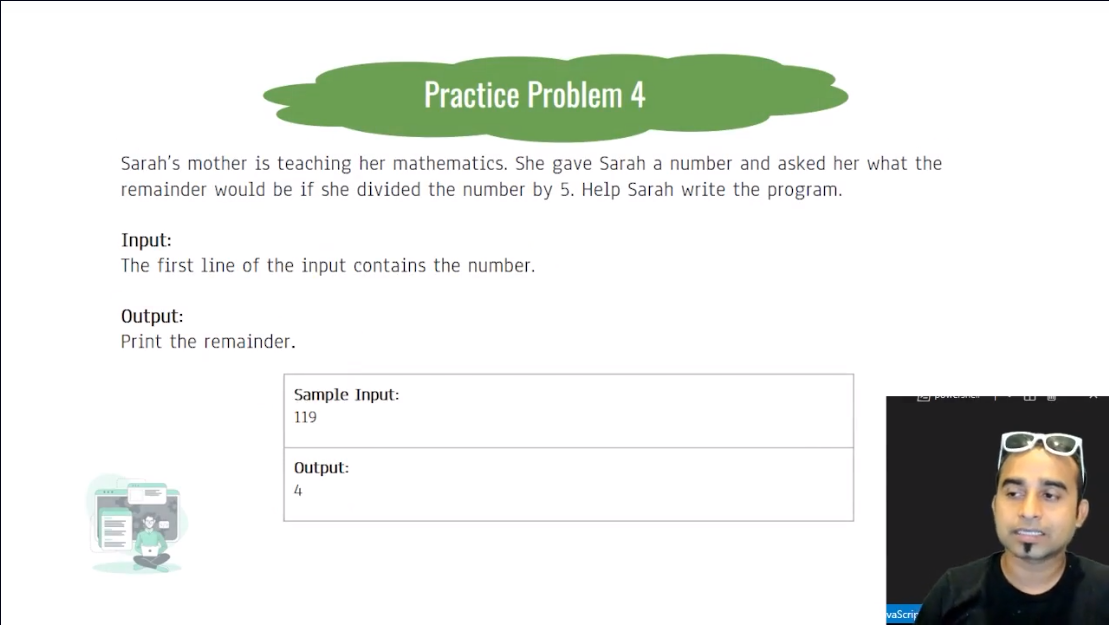 Practice Problem 4
Sarah's mother is teaching her mathematics. She gave Sarah a number and asked her what the
remainder would be if she divided the number by 5. Help Sarah write the program.
Input:
The first line of the input contains the number.
Output:
Print the remainder.
Sample Input:
119
Output:
4
powershell
vaScrip